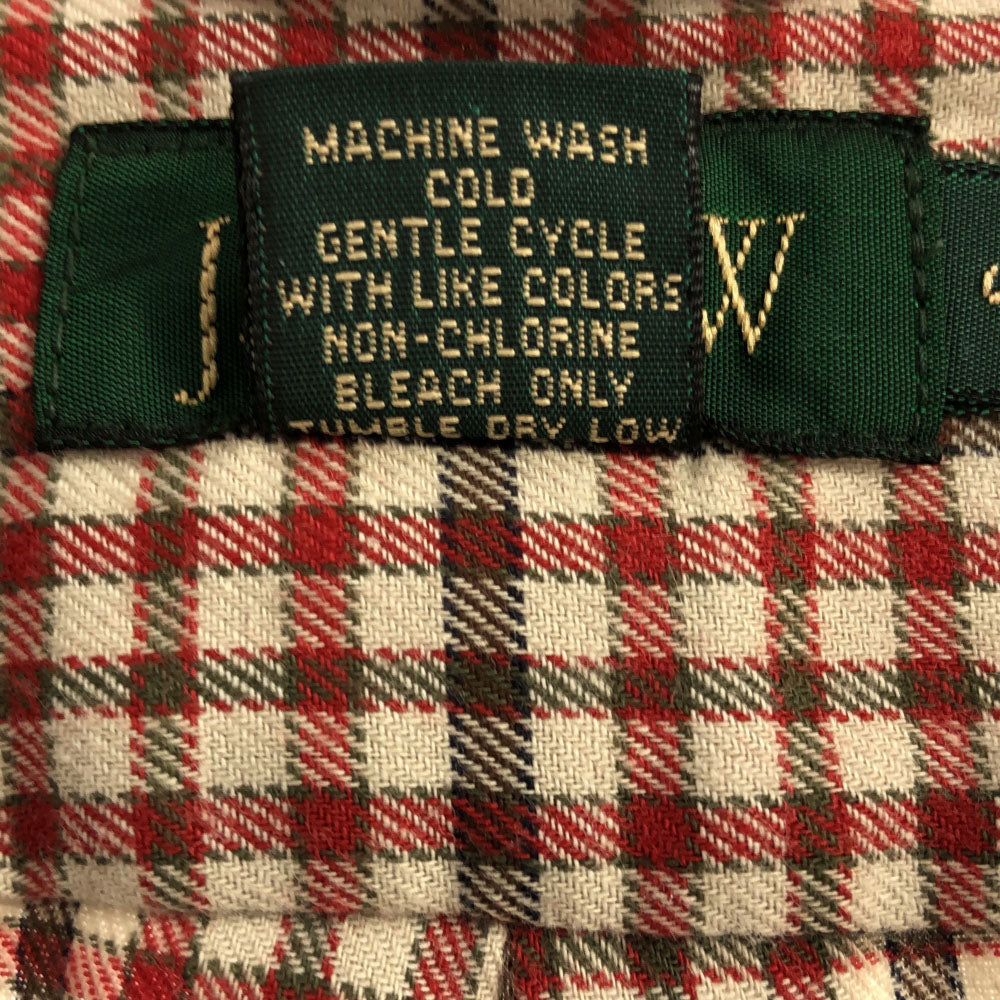 MACHINE WASH
COLD
GENTLE CYCLE
WITH LIKE COLORS
NON-CHLORINE
BLEACH ONLY
TUMBLE DRY, LOW
J
W